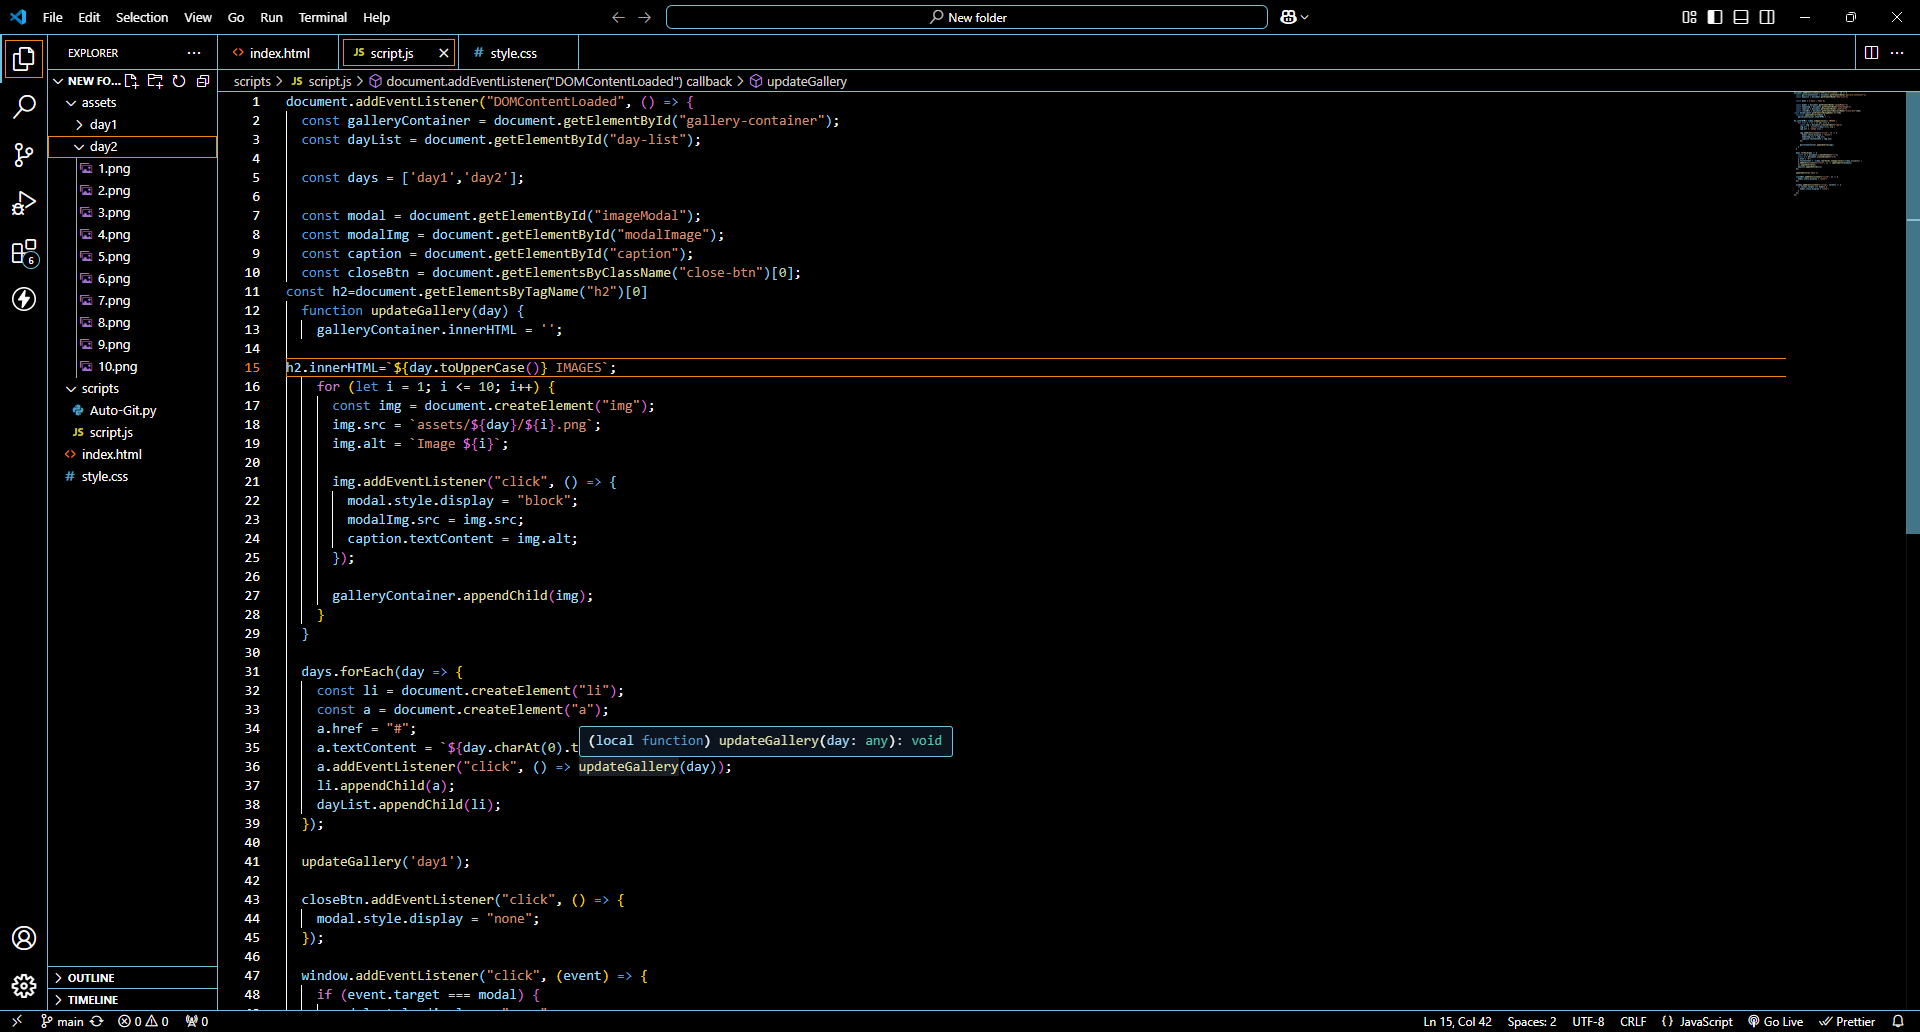 File Edit Selection View Go Run Terminal Help
New folder
EXPLORER ...
NEW FO...
assets
day1
day2
1.png
2.png
3.png
4.png
5.png
6.png
7.png
8.png
9.png
10.png
scripts
Auto-Git.py
JS script.js
<> index.html
# style.css
OUTLINE
TIMELINE
6
<> index.html
JS script.js
# style.css
scripts > JS script.js > document.addEventListener("DOMContentLoaded") callback > updateGallery
1 document.addEventListener("DOMContentLoaded", () => {
2 const galleryContainer = document.getElementById("gallery-container");
3 const dayList = document.getElementById("day-list");
4
5 const days = ['day1','day2'];
6
7 const modal = document.getElementById("imageModal");
8 const modalImg = document.getElementById("modalImage");
9 const caption = document.getElementById("caption");
10 const closeBtn = document.getElementsByClassName("close-btn")[0];
11 const h2=document.getElementsByTagName("h2")[0]
12 function updateGallery(day) {
13 galleryContainer.innerHTML = '';
14
15 h2.innerHTML=`${day.toUpperCase()} IMAGES`;
16 for (let i = 1; i <= 10; i++) {
17 const img = document.createElement("img");
18 img.src = `assets/${day}/${i}.png`;
19 img.alt = `Image ${i}`;
20
21 img.addEventListener("click", () => {
22 modal.style.display = "block";
23 modalImg.src = img.src;
24 caption.textContent = img.alt;
25 });
26
27 galleryContainer.appendChild(img);
28 }
29 }
30
31 days.forEach(day => {
32 const li = document.createElement("li");
33 const a = document.createElement("a");
34 a.href = "#";
35 a.textContent = `${day.charAt(0).t
(local function) updateGallery(day: any): void
36 a.addEventListener("click", () => updateGallery(day));
37 li.appendChild(a);
38 dayList.appendChild(li);
39 });
40
41 updateGallery('day1');
42
43 closeBtn.addEventListener("click", () => {
44 modal.style.display = "none";
45 });
46
47 window.addEventListener("click", (event) => {
48 if (event.target === modal) {
main 0 0 0
Ln 15, Col 42 Spaces: 2 UTF-8 CRLF {} JavaScript Go Live Prettier